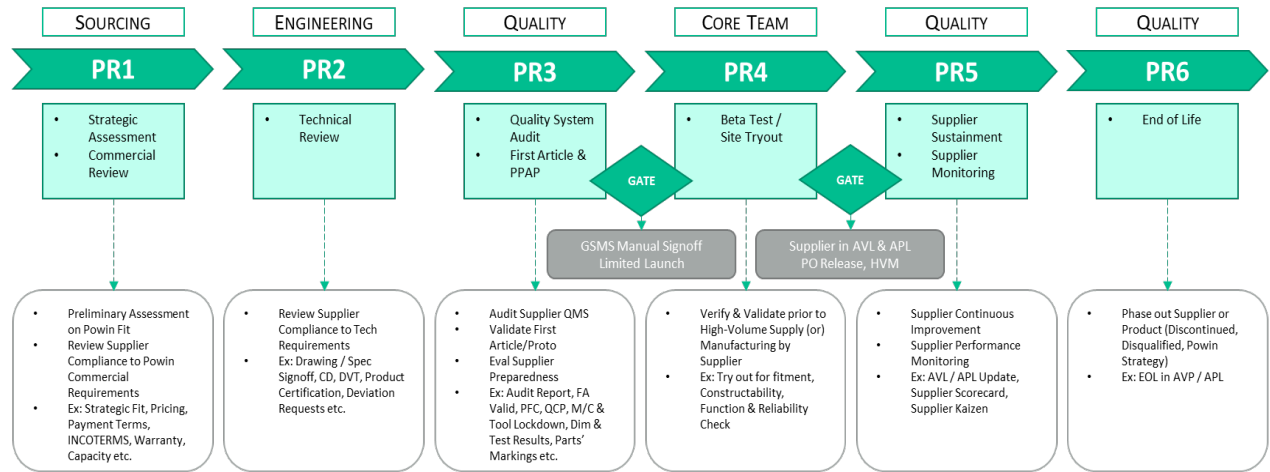 SOURCING
ENGINEERING
QUALITY
CORE TEAM
QUALITY
QUALITY
PR1
PR2
PR3
PR4
PR5
PR6
• Strategic
Assessment
• Commercial
Review
• Technical
Review
• Quality System
Audit
• First Article &
PPAP
GATE
• Beta Test /
Site Tryout
GATE
• Supplier
Sustainment
• Supplier
Monitoring
• End of Life
GSMS Manual Signoff
Limited Launch
Supplier in AVL & APL
PO Release, HVM
• Preliminary Assessment
on Powin Fit
• Review Supplier
Compliance to Powin
Commercial
Requirements
• Ex: Strategic Fit, Pricing,
Payment Terms,
INCOTERMS, Warranty,
Capacity etc.
• Review Supplier
Compliance to Tech
Requirements
• Ex: Drawing / Spec
Signoff, CD, DVT, Product
Certification, Deviation
Requests etc.
• Audit Supplier QMS
• Validate First
Article/Proto
• Eval Supplier
Preparedness
• Ex: Audit Report, FA
Valid, PFC, QCP, M/C &
Tool Lockdown, Dim &
Test Results, Parts'
Markings etc.
• Verify & Validate prior to
High-Volume Supply (or)
Manufacturing by
Supplier
• Ex: Try out for fitment,
Constructability,
Function & Reliability
Check
• Supplier Continuous
Improvement
• Supplier Performance
Monitoring
• Ex: AVL / APL Update,
Supplier Scorecard,
Supplier Kaizen
• Phase out Supplier or
Product (Discontinued,
Disqualified, Powin
Strategy)
• Ex: EOL in AVP / APL